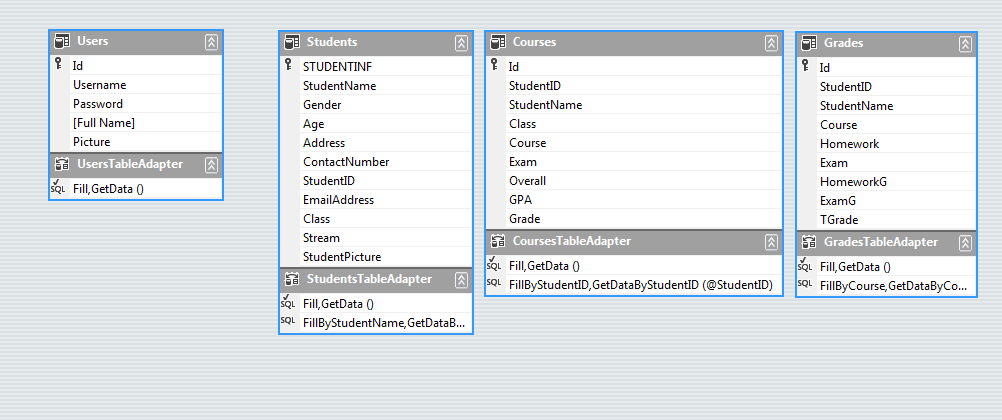 Users
Id
Username
Password
[Full Name]
Picture
UsersTableAdapter
SQL Fill,GetData ()
Students
STUDENTINF
StudentName
Gender
Age
Address
ContactNumber
StudentID
EmailAddress
Class
Stream
StudentPicture
StudentsTableAdapter
SQL Fill,GetData ()
SQL FillByStudentName,GetDataB...
Courses
Id
StudentID
StudentName
Class
Course
Exam
Overall
GPA
Grade
CoursesTableAdapter
SQL Fill,GetData ()
SQL FillByStudentID,GetDataByStudentID (@StudentID)
Grades
Id
StudentID
StudentName
Course
Homework
Exam
HomeworkG
ExamG
TGrade
GradesTableAdapter
SQL Fill,GetData ()
SQL FillByCourse,GetDataByCo...